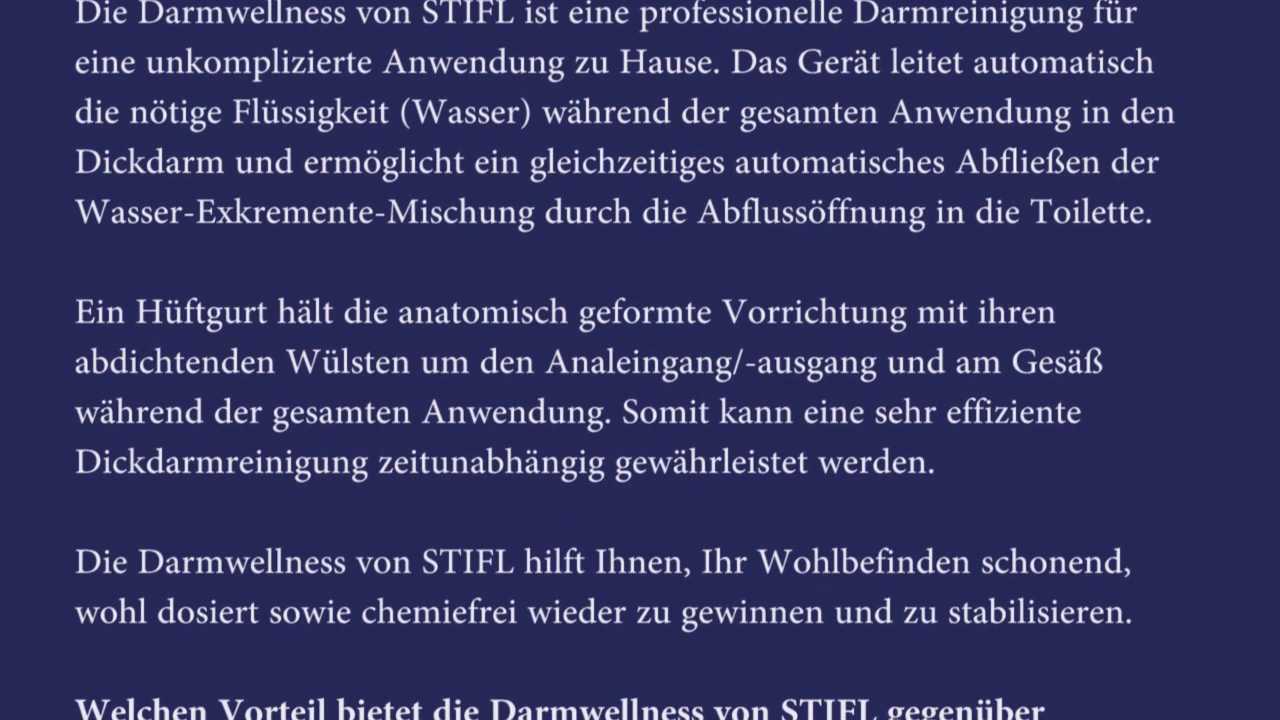 Die Darmwellness von STIFL ist eine professionelle Darmreinigung für
eine unkomplizierte Anwendung zu Hause. Das Gerät leitet automatisch
die nötige Flüssigkeit (Wasser) während der gesamten Anwendung in den
Dickdarm und ermöglicht ein gleichzeitiges automatisches Abfließen der
Wasser-Exkremente-Mischung durch die Abflussöffnung in die Toilette.
Ein Hüftgurt hält die anatomisch geformte Vorrichtung mit ihren
abdichtenden Wülsten um den Analeingang/-ausgang und am Gesäß
während der gesamten Anwendung. Somit kann eine sehr effiziente
Dickdarmreinigung zeitunabhängig gewährleistet werden.
Die Darmwellness von STIFL hilft Ihnen, Ihr Wohlbefinden schonend,
wohl dosiert sowie chemiefrei wieder zu gewinnen und zu stabilisieren.
Welchen Vorteil bietet die Darmwellness von STIFL gegenüber